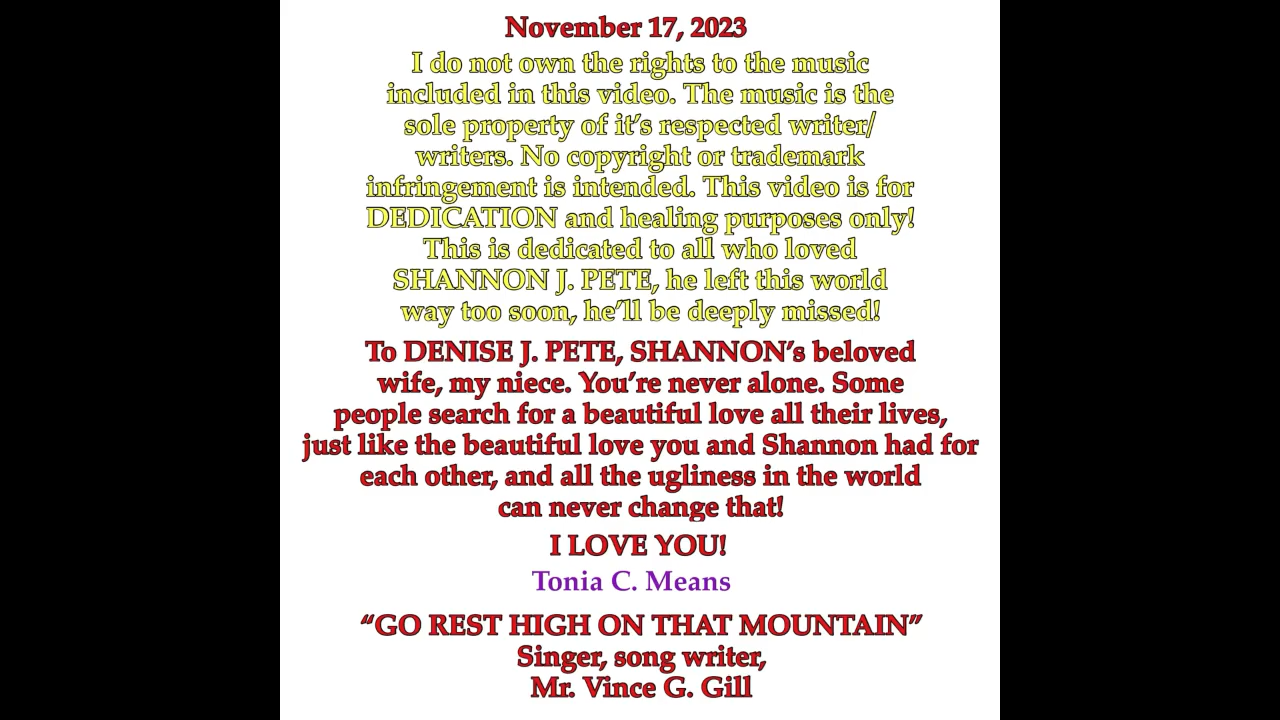 November 17, 2023
I do not own the rights to the music
included in this video. The music is the
sole property of it's respected writer/
writers. No copyright or trademark
infringement is intended. This video is for
DEDICATION and healing purposes only!
This is dedicated to all who loved
SHANNON J. PETE, he left this world
way too soon, he'll be deeply missed!
To DENISE J. PETE, SHANNON's beloved
wife, my niece. You're never alone. Some
people search for a beautiful love all their lives,
just like the beautiful love you and Shannon had for
each other, and all the ugliness in the world
can never change that!
I LOVE YOU!
Tonia C. Means
“GO REST HIGH ON THAT MOUNTAIN”
Singer, song writer,
Mr. Vince G. Gill